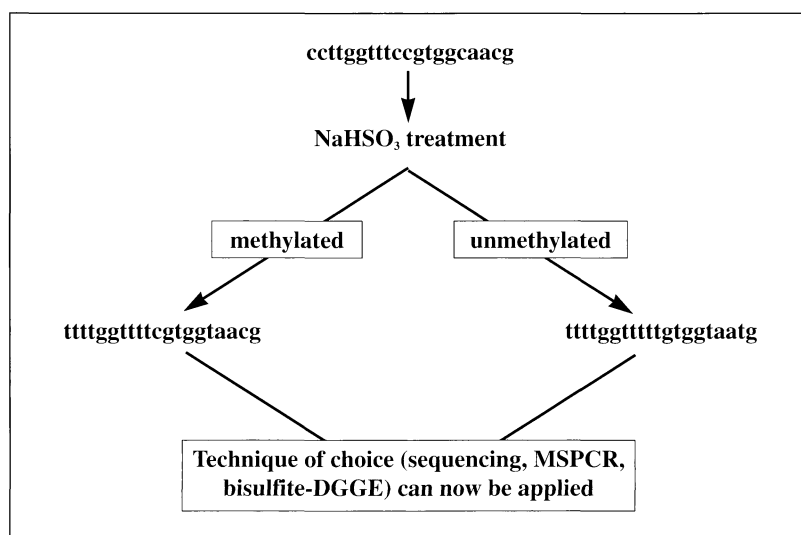 ccttggtttccgtggcaacg
NaHSO₃ treatment
methylated
unmethylated
ttttggttttcgtggtaacg
ttttggtttttgtggtaatg
Technique of choice (sequencing, MSPCR,
bisulfite-DGGE) can now be applied